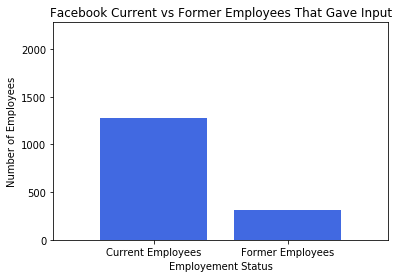 Facebook Current vs Former Employees That Gave Input
2000
1500
1000
500
0
Number of Employees
Current Employees
Former Employees
Employement Status